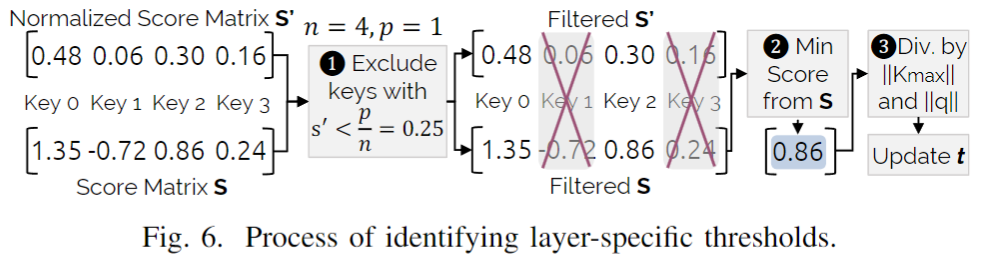 Normalized Score Matrix S'
n = 4, p = 1
Filtered S'
[0.48 0.06 0.30 0.16]
Key 0 Key 1 Key 2 Key 3
[1.35 -0.72 0.86 0.24]
Score Matrix S
1 Exclude
keys with
s' < p/n = 0.25
[0.48 0.06 0.30 0.16]
Key 0 Key 1 Key 2 Key 3
[1.35 -0.72 0.86 0.24]
Filtered S
2 Min
Score
from S
[0.86]
3 Div. by
||Kmax||
and ||q||
Update t
Fig. 6. Process of identifying layer-specific thresholds.